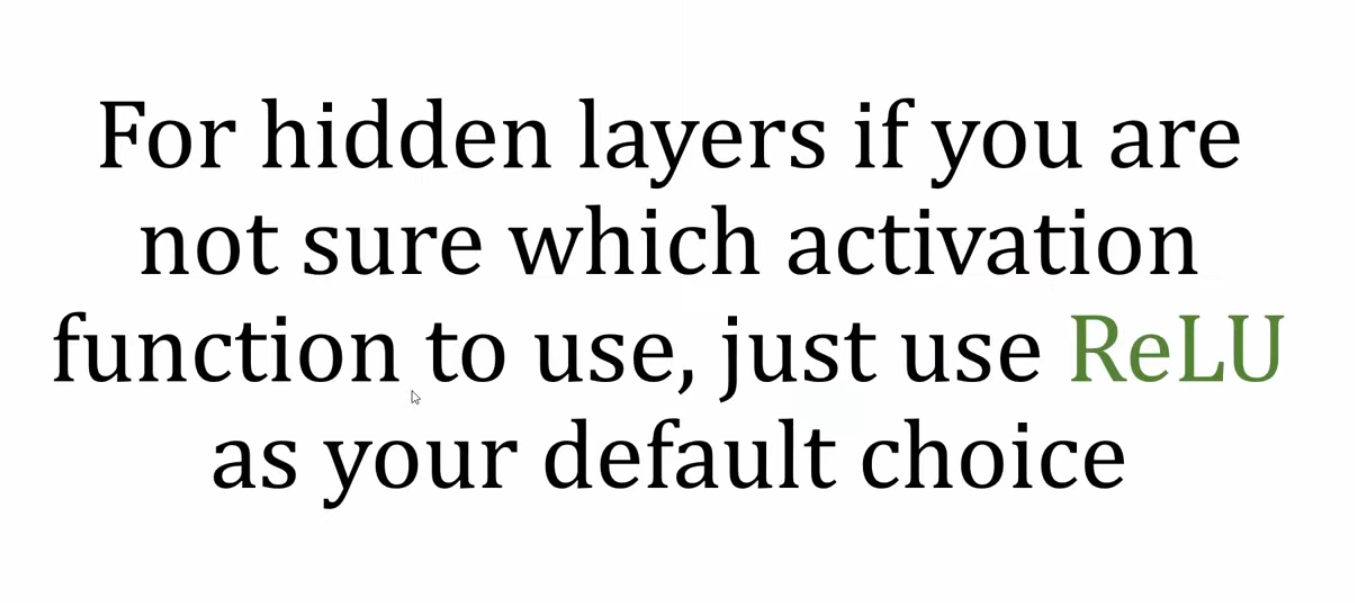 For hidden layers if you are
not sure which activation
function to use, just use ReLU
as your default choice